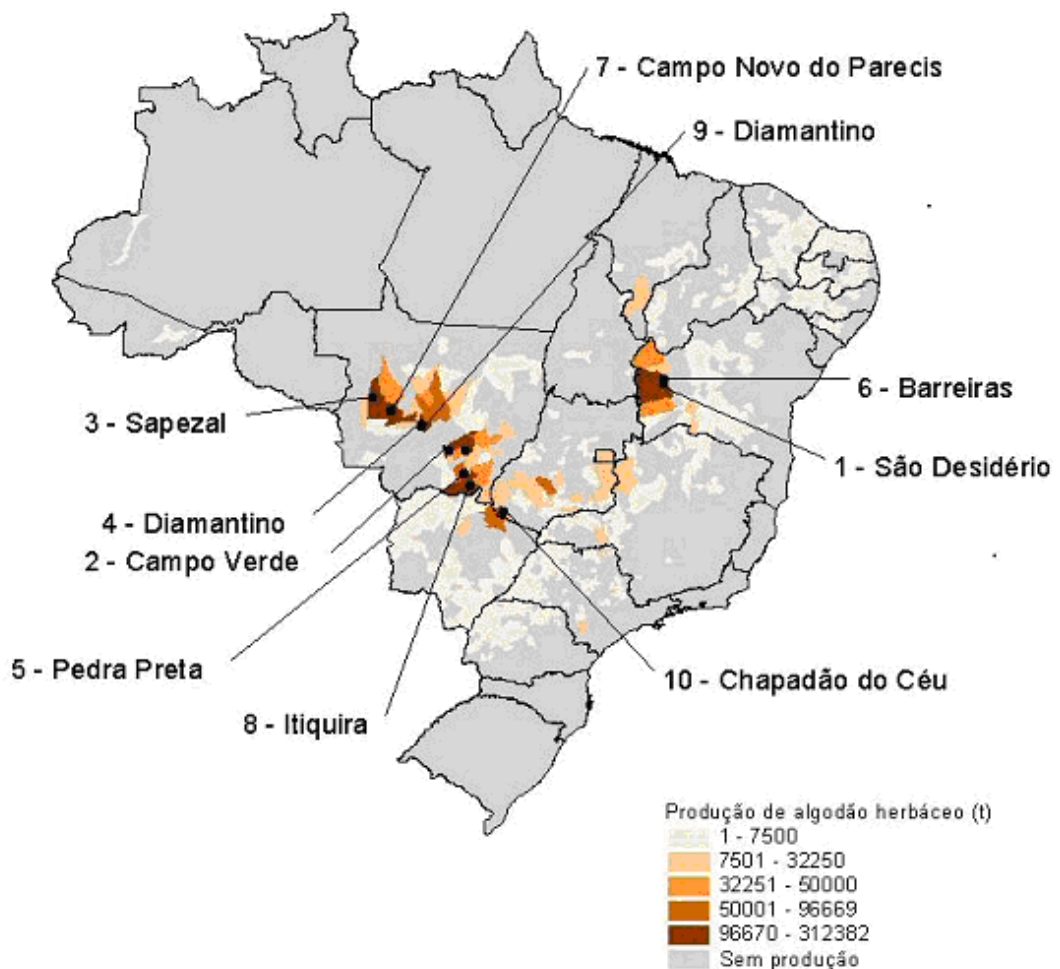 7 - Campo Novo do Parecis
9 - Diamantino
3 - Sapezal
6 - Barreiras
1 - São Desidério
4 - Diamantino
2 - Campo Verde
5 - Pedra Preta
10 - Chapadão do Céu
8 - Itiquira
Produção de algodão herbáceo (t)
1 - 7500
7501 - 32250
32251 - 50000
50001 - 96669
96670 - 312382
Sem produção